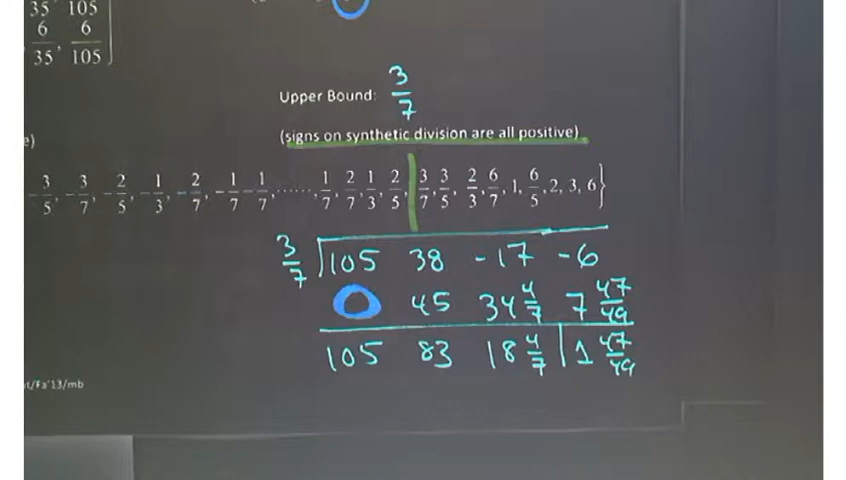 35' 105
6/35, 6/105}
Upper Bound: 3/7
(signs on synthetic division are all positive)
e)
-3/5, -3/7, -2/5, -1/3, -2/7, -1/7 -1/7, ......, 1/7, 2/7, 1/3, 2/5, 3/7, 3/5, 2/3, 6/7, 1, 6/5, 2, 3, 6}
3/7 105 38 -17 -6
0 45 34 4/7 7 47/49
105 83 18 4/7 | 1 47/49
t/Fa'13/mb